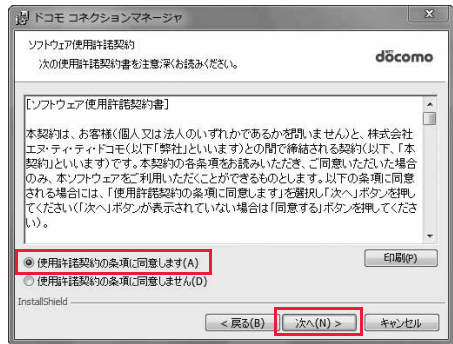 ドコモ コネクションマネージャ
X
ソフトウェア使用許諾契約
次の使用許諾契約書を注意深くお読みください。
döcomo
[ソフトウェア使用許諾契約書]
本契約は、お客様(個人又は法人のいずれかであるかを問いません)と、株式会社
エヌ・ティ・ティ・ドコモ(以下「弊社」といいます)との間で締結される契約(以下、「本
契約」といいます)です。本契約の各条項をお読みいただき、ご同意いただいた場合
のみ、本ソフトウェアをご利用いただくことができるものとします。以下の条項に同意
される場合には、「使用許諾契約の条項に同意します」を選択し「次へ」ボタンを押し
てください(「次へ」ボタンが表示されていない場合は「同意する」ボタンを押してくださ
い)。
使用許諾契約の条項に同意します(A)
印刷(P)
使用許諾契約の条項に同意しません(D)
InstallShield
< 戻る(B)
次へ(N) >
キャンセル